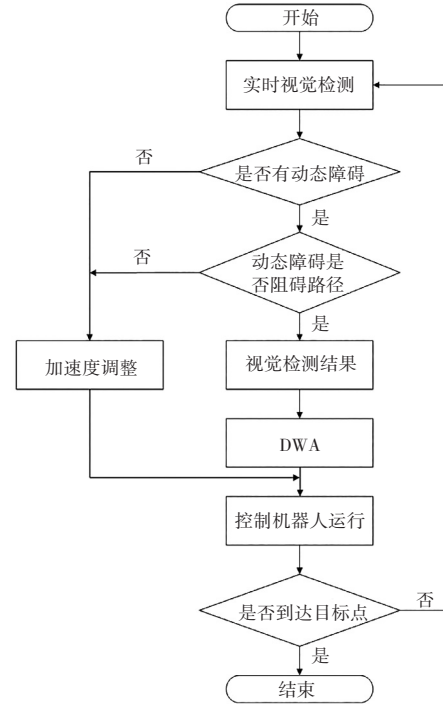 开始
实时视觉检测
否
是否有动态障碍
是
否
动态障碍是
否阻碍路径
是
加速度调整
视觉检测结果
DWA
控制机器人运行
是否到达目标点
否
是
结束